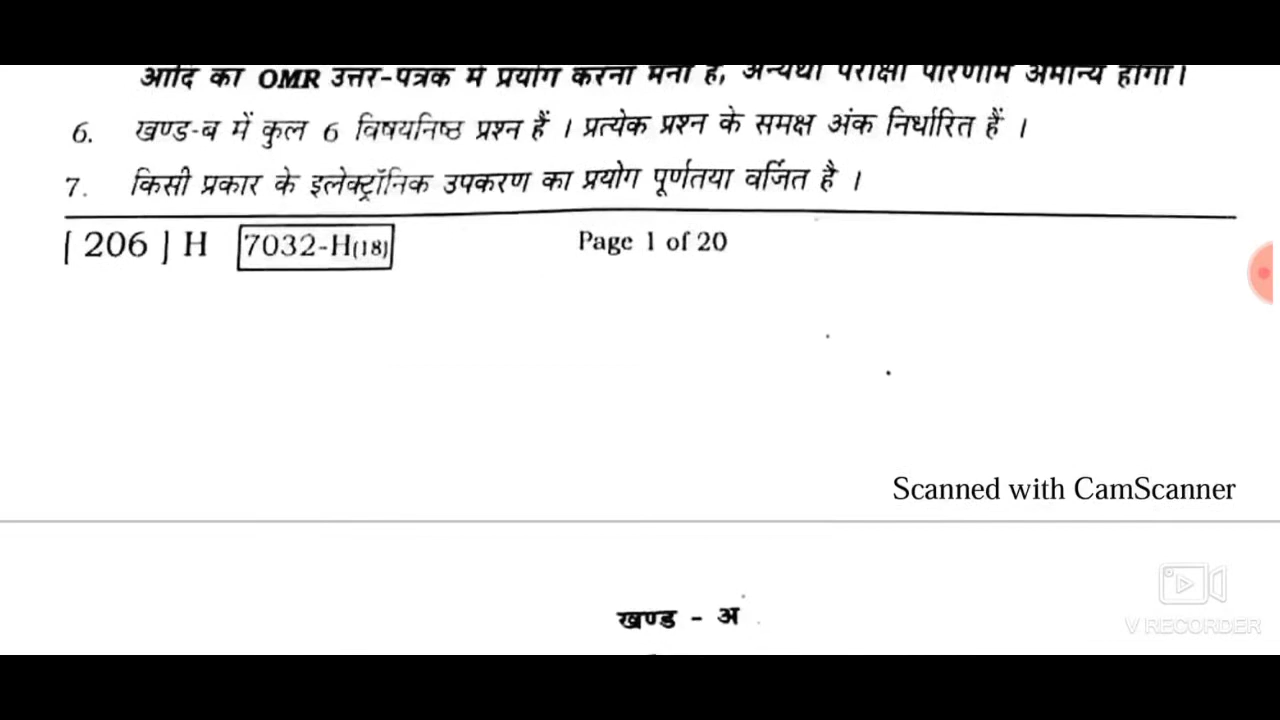 आदि का OMR उत्तर-पत्रक में प्रयोग करना मना है, अन्यथा परीक्षा परिणाम अमान्य होगा।
6. खण्ड-ब में कुल 6 विषयनिष्ठ प्रश्न हैं । प्रत्येक प्रश्न के समक्ष अंक निर्धारित हैं ।
7. किसी प्रकार के इलेक्ट्रॉनिक उपकरण का प्रयोग पूर्णतया वर्जित है ।
[ 206 ] H 7032-H(18) Page 1 of 20
Scanned with CamScanner
खण्ड - अ
V RECORDER